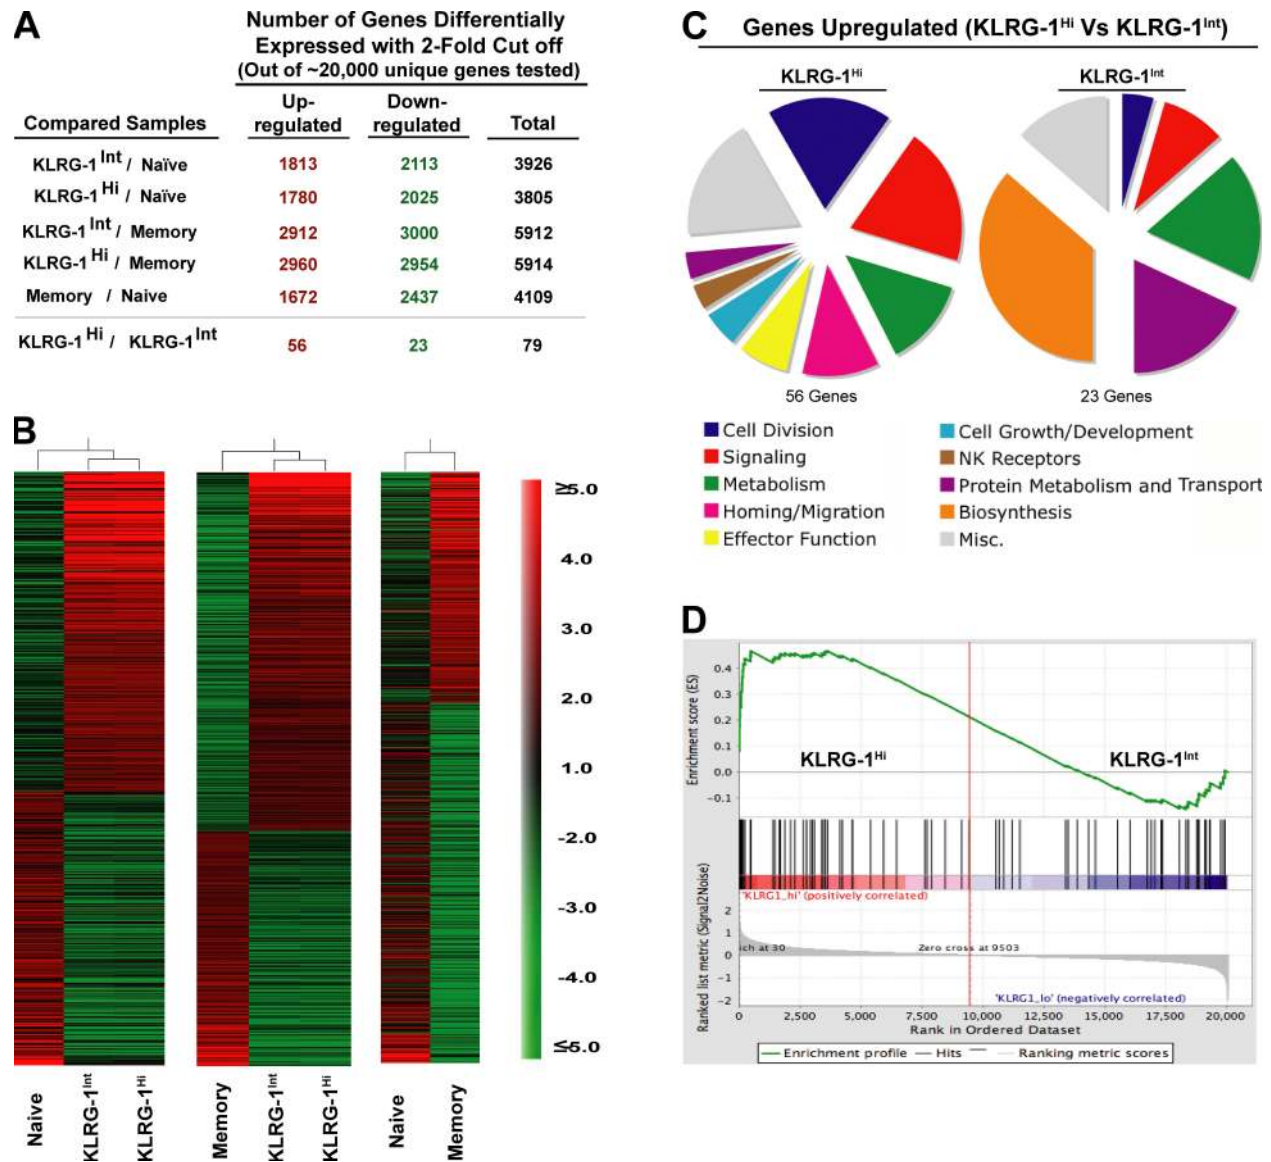 A
Number of Genes Differentially
Expressed with 2-Fold Cut off
(Out of ~20,000 unique genes tested)
Compared Samples
Up-
regulated
Down-
regulated
Total
KLRG-1 Int / Naïve 1813 2113 3926
KLRG-1 Hi / Naïve 1780 2025 3805
KLRG-1 Int / Memory 2912 3000 5912
KLRG-1 Hi / Memory 2960 2954 5914
Memory / Naive 1672 2437 4109
KLRG-1 Hi / KLRG-1 Int 56 23 79
B
≥5.0
4.0
3.0
2.0
1.0
-2.0
-3.0
-4.0
≤5.0
Naive
KLRG-1Int
KLRG-1Hi
Memory
KLRG-1Int
KLRG-1Hi
Naive
Memory
C
Genes Upregulated (KLRG-1Hi Vs KLRG-1Int)
KLRG-1Hi
KLRG-1Int
56 Genes
23 Genes
Cell Division
Signaling
Metabolism
Homing/Migration
Effector Function
Cell Growth/Development
NK Receptors
Protein Metabolism and Transport
Biosynthesis
Misc.
D
Enrichment score (ES)
0.4
0.3
0.2
0.1
0.0
-0.1
KLRG-1Hi
KLRG-1Int
Ranked list metric (Signal2Noise)
'KLRG1_hi' (positively correlated)
2
1
0
-1
-2
ich at 30
Zero cross at 9503
'KLRG1_lo' (negatively correlated)
0 2,500 5,000 7,500 10,000 12,500 15,000 17,500 20,000
Rank in Ordered Dataset
Enrichment profile Hits Ranking metric scores